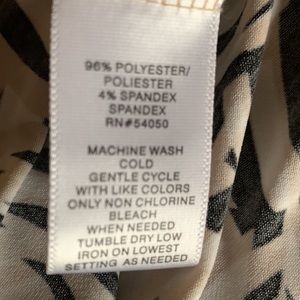 96% POLYESTER/
POLIESTER
4% SPANDEX
SPANDEX
RN#54050
MACHINE WASH
COLD
GENTLE CYCLE
WITH LIKE COLORS
ONLY NON CHLORINE
BLEACH
WHEN NEEDED
TUMBLE DRY LOW
IRON ON LOWEST
SETTING AS NEEDED